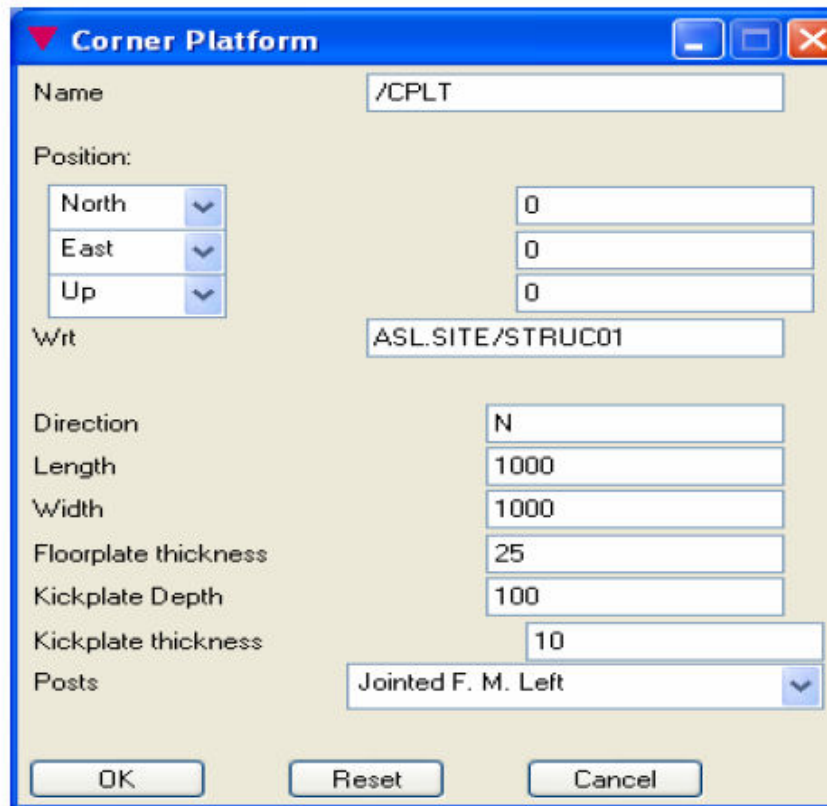 Corner Platform
Name /CPLT
Position:
North 0
East 0
Up 0
Wrt ASL.SITE/STRUC01
Direction N
Length 1000
Width 1000
Floorplate thickness 25
Kickplate Depth 100
Kickplate thickness 10
Posts Jointed F. M. Left
OK Reset Cancel